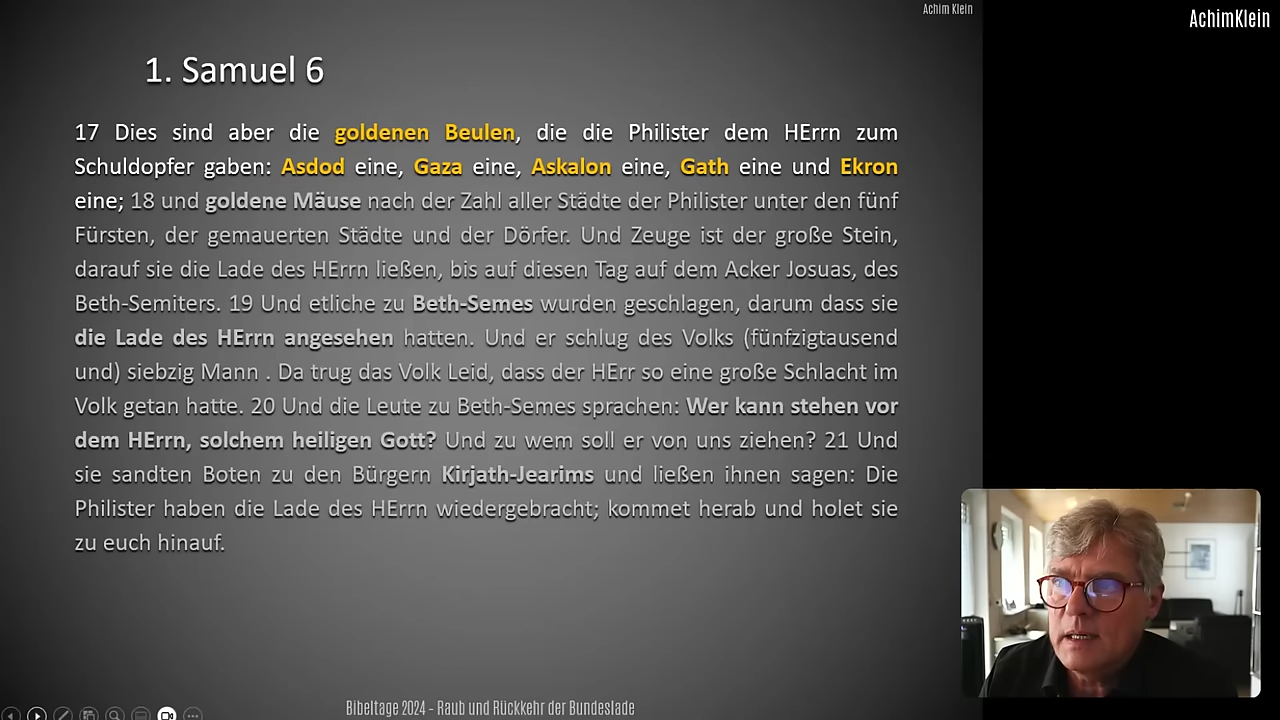 Achim Klein
AchimKlein
1. Samuel 6
17 Dies sind aber die goldenen Beulen, die die Philister dem HErrn zum
Schuldopfer gaben: Asdod eine, Gaza eine, Askalon eine, Gath eine und Ekron
eine; 18 und goldene Mäuse nach der Zahl aller Städte der Philister unter den fünf
Fürsten, der gemauerten Städte und der Dörfer. Und Zeuge ist der große Stein,
darauf sie die Lade des HErrn ließen, bis auf diesen Tag auf dem Acker Josuas, des
Beth-Semiters. 19 Und etliche zu Beth-Semes wurden geschlagen, darum dass sie
die Lade des HErrn angesehen hatten. Und er schlug des Volks (fünfzigtausend
und) siebzig Mann . Da trug das Volk Leid, dass der HErr so eine große Schlacht im
Volk getan hatte. 20 Und die Leute zu Beth-Semes sprachen: Wer kann stehen vor
dem HErrn, solchem heiligen Gott? Und zu wem soll er von uns ziehen? 21 Und
sie sandten Boten zu den Bürgern Kirjath-Jearims und ließen ihnen sagen: Die
Philister haben die Lade des HErrn wiedergebracht; kommet herab und holet sie
zu euch hinauf.
Bibeltage 2024 – Raub und Rückkehr der Bundeslade